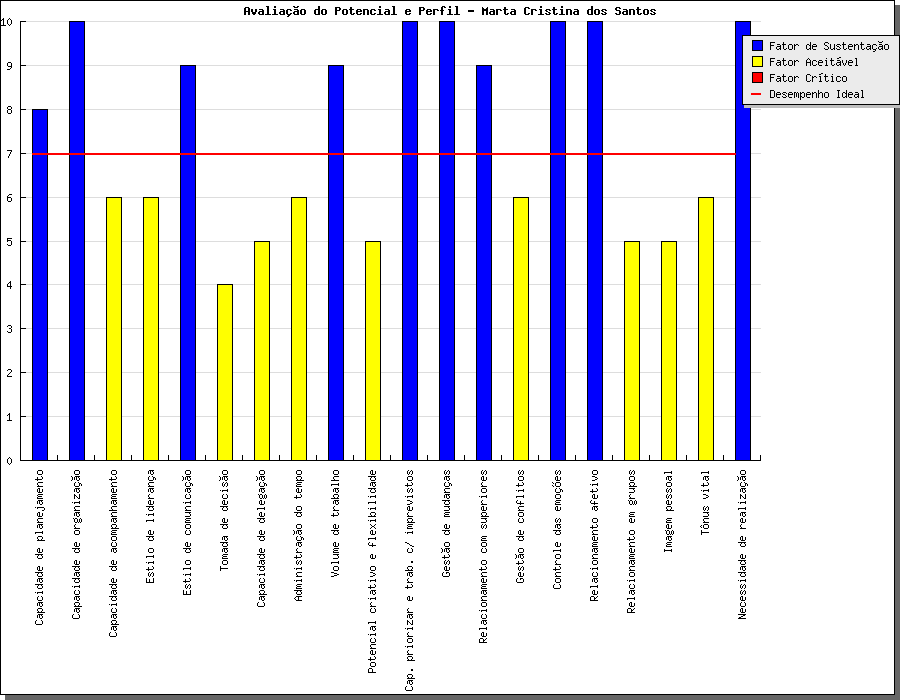 Avaliação do Potencial e Perfil - Marta Cristina dos Santos
Fator de Sustentação
Fator Aceitável
Fator Crítico
Desempenho Ideal
10
9
8
7
6
5
4
3
2
1
0
Capacidade de planejamento
Capacidade de organização
Capacidade de acompanhamento
Estilo de liderança
Estilo de comunicação
Tomada de decisão
Capacidade de delegação
Administração do tempo
Volume de trabalho
Potencial criativo e flexibilidade
Cap. priorizar e trab. c/ imprevistos
Gestão de mudanças
Relacionamento com superiores
Gestão de conflitos
Controle das emoções
Relacionamento afetivo
Relacionamento em grupos
Imagem pessoal
Tônus vital
Necessidade de realização